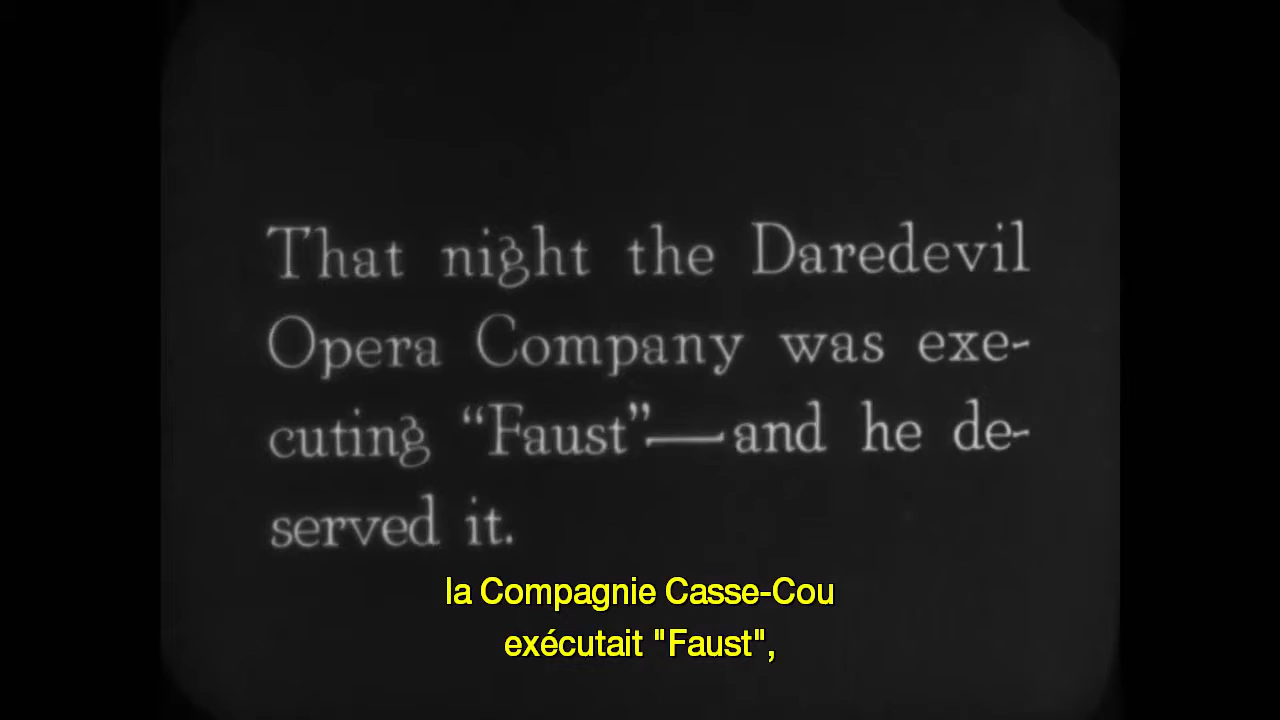 That night the Daredevil
Opera Company was exe-
cuting “Faust”—and he de-
served it.
la Compagnie Casse-Cou
exécutait "Faust",